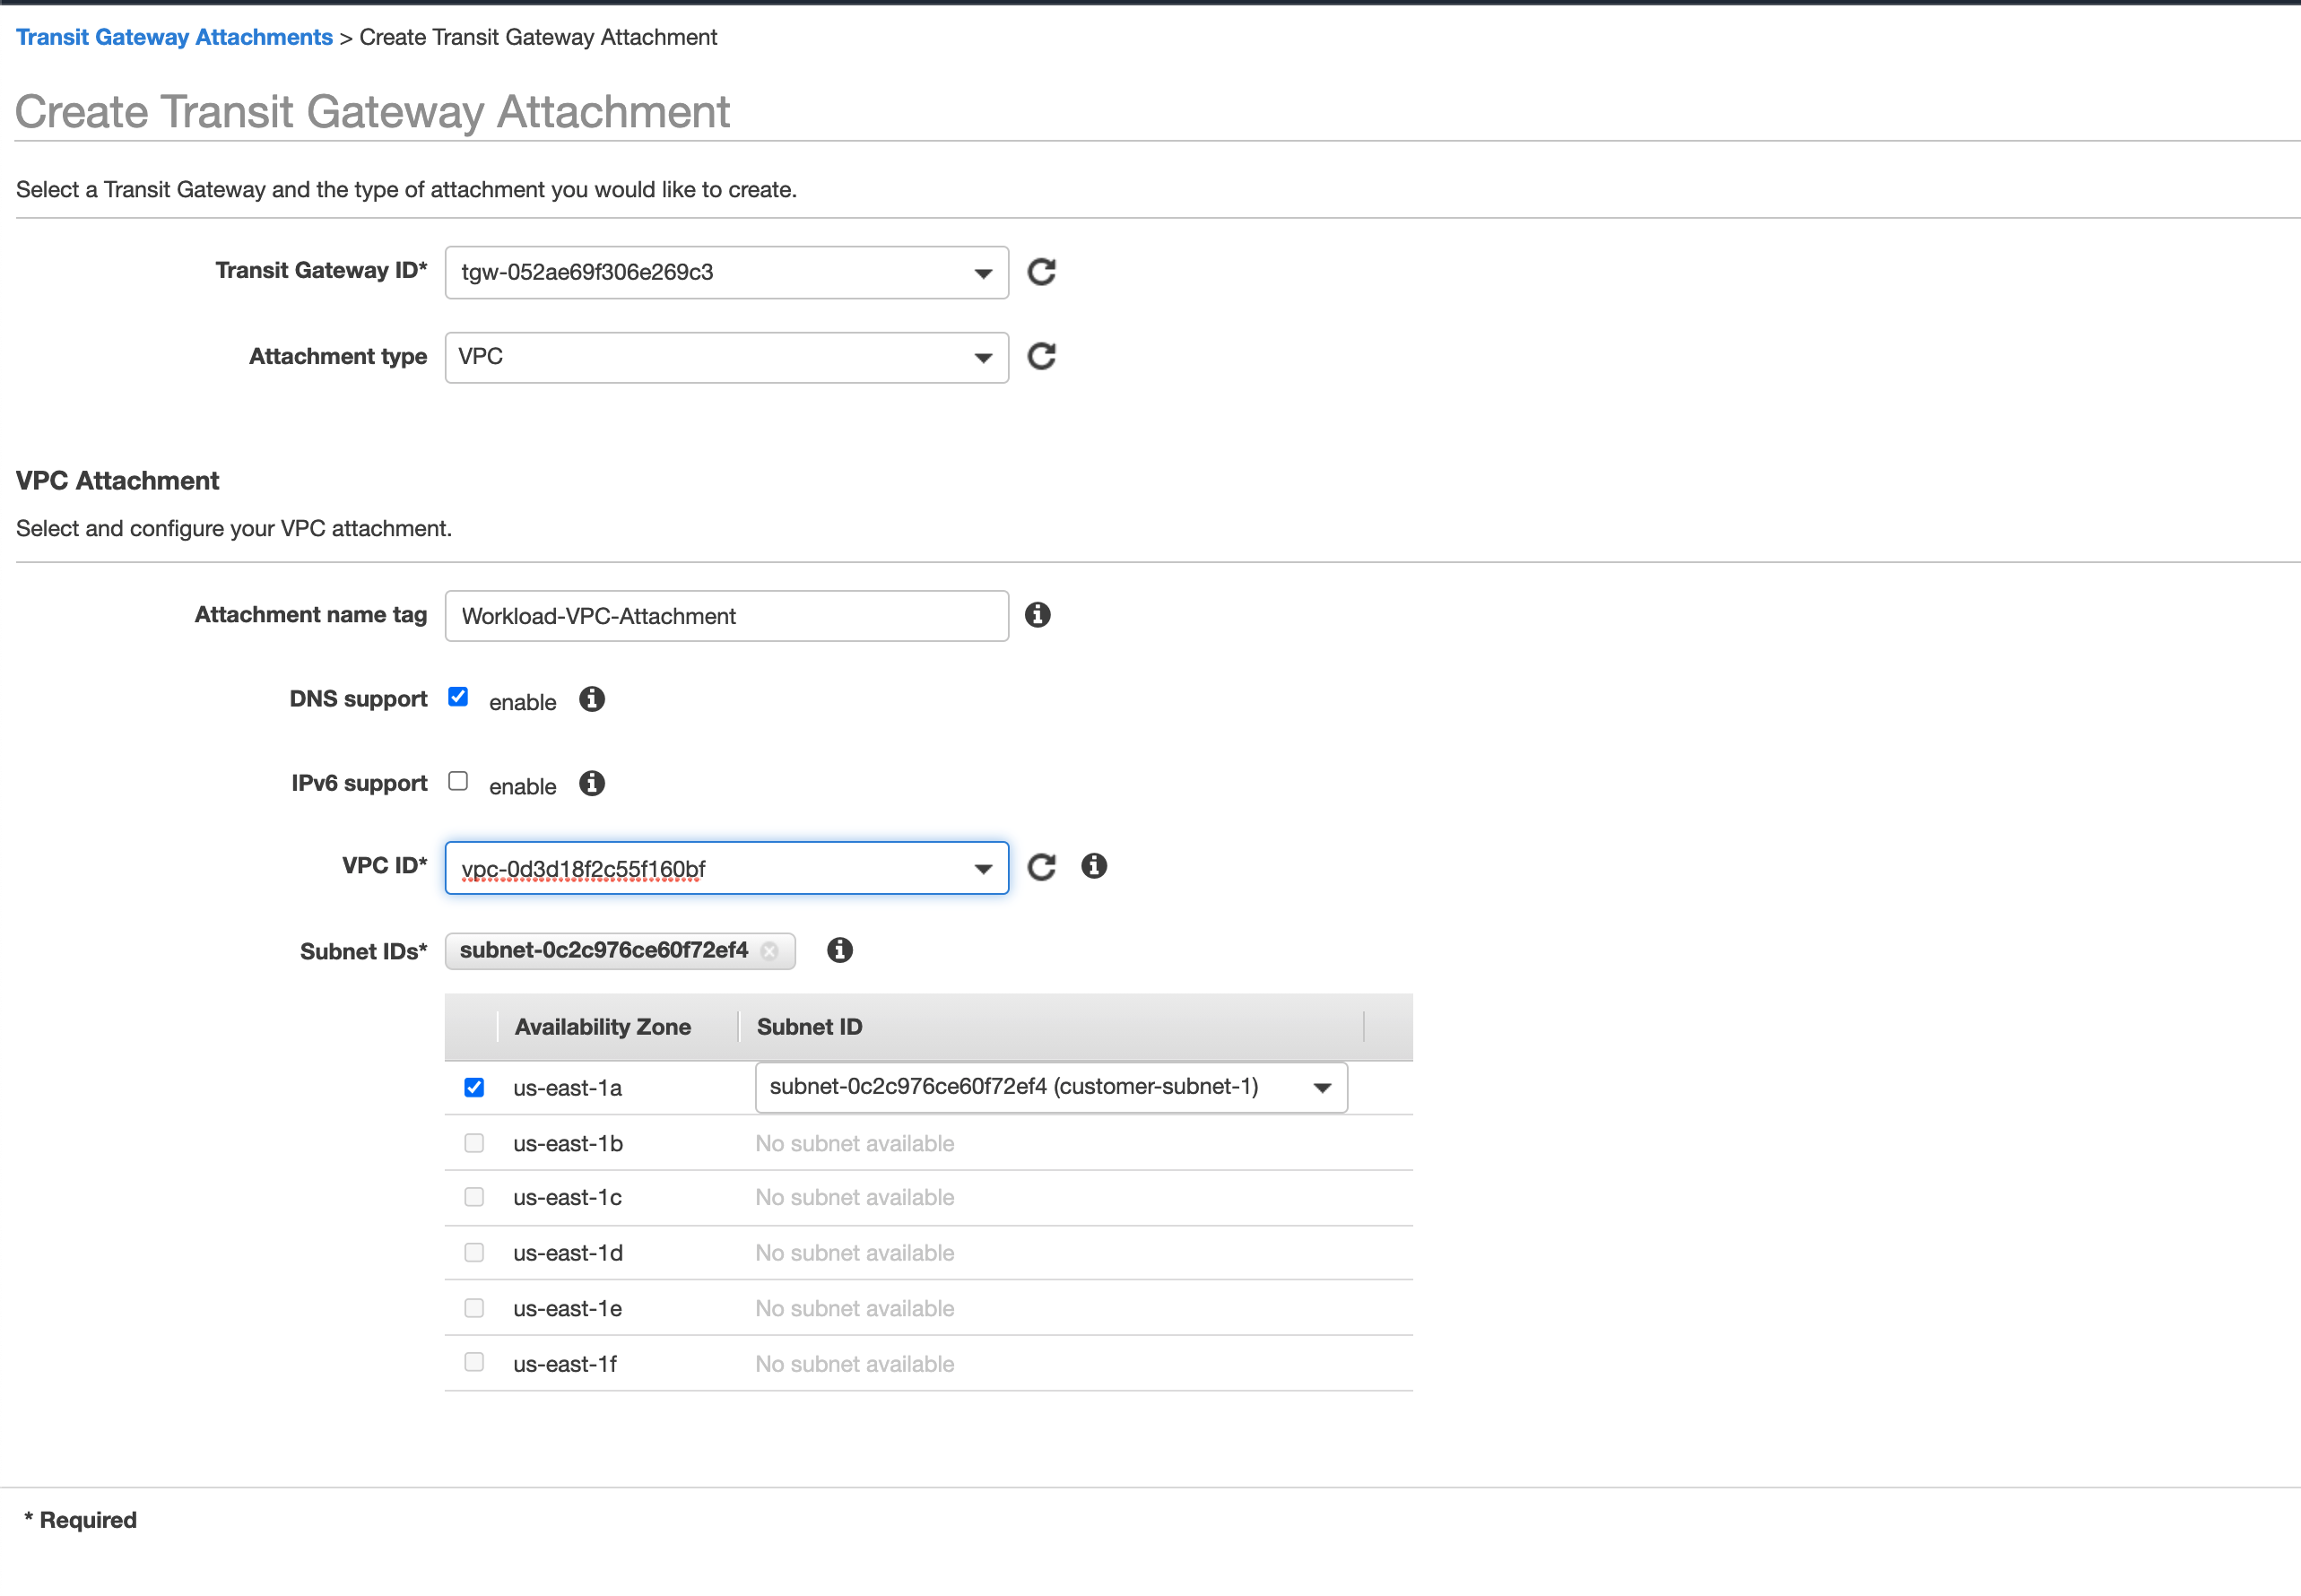 Transit Gateway Attachments > Create Transit Gateway Attachment
Create Transit Gateway Attachment
Select a Transit Gateway and the type of attachment you would like to create.
Transit Gateway ID* tgw-052ae69f306e269c3
Attachment type VPC
VPC Attachment
Select and configure your VPC attachment.
Attachment name tag Workload-VPC-Attachment
DNS support enable
IPv6 support enable
VPC ID* vpc-0d3d18f2c55f160bf
Subnet IDs* subnet-0c2c976ce60f72ef4
Availability Zone Subnet ID
us-east-1a subnet-0c2c976ce60f72ef4 (customer-subnet-1)
us-east-1b No subnet available
us-east-1c No subnet available
us-east-1d No subnet available
us-east-1e No subnet available
us-east-1f No subnet available
* Required